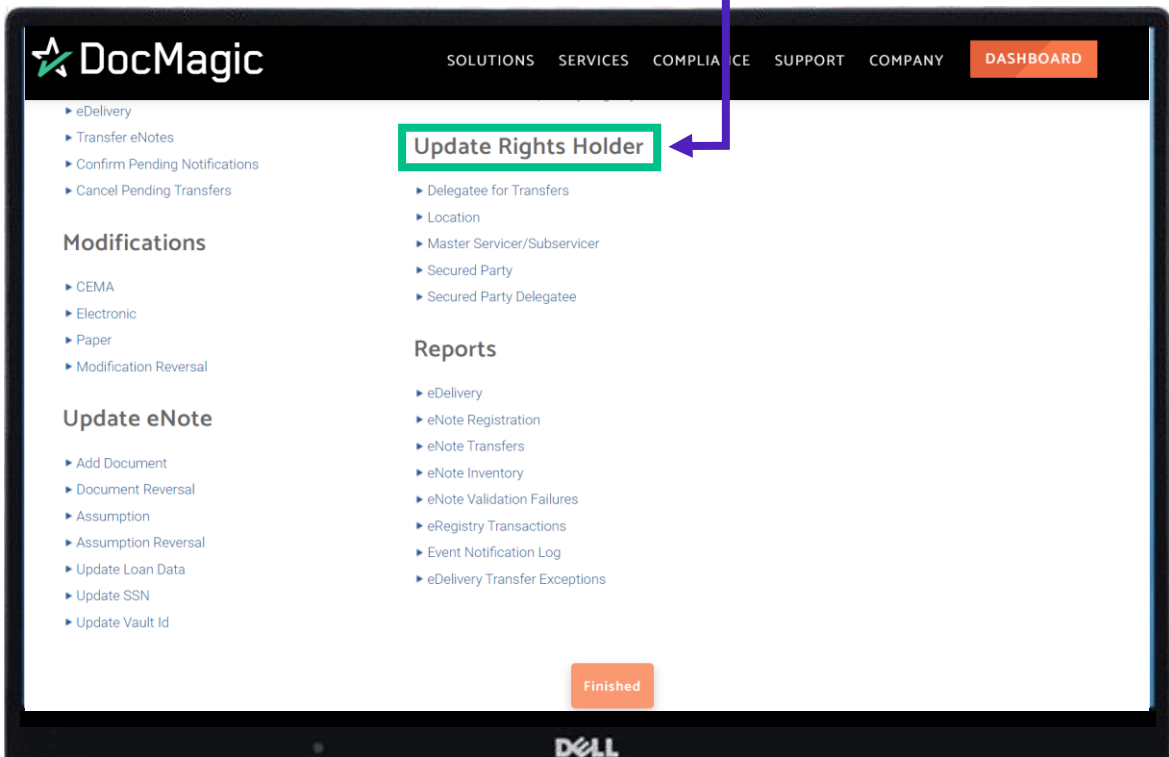 DocMagic
SOLUTIONS SERVICES COMPLIANCE SUPPORT COMPANY DASHBOARD
eDelivery
Transfer eNotes
Confirm Pending Notifications
Cancel Pending Transfers
Modifications
CEMA
Electronic
Paper
Modification Reversal
Update eNote
Add Document
Document Reversal
Assumption
Assumption Reversal
Update Loan Data
Update SSN
Update Vault Id
Update Rights Holder
Delegatee for Transfers
Location
Master Servicer/Subservicer
Secured Party
Secured Party Delegatee
Reports
eDelivery
eNote Registration
eNote Transfers
eNote Inventory
eNote Validation Failures
eRegistry Transactions
Event Notification Log
eDelivery Transfer Exceptions
Finished
DELL